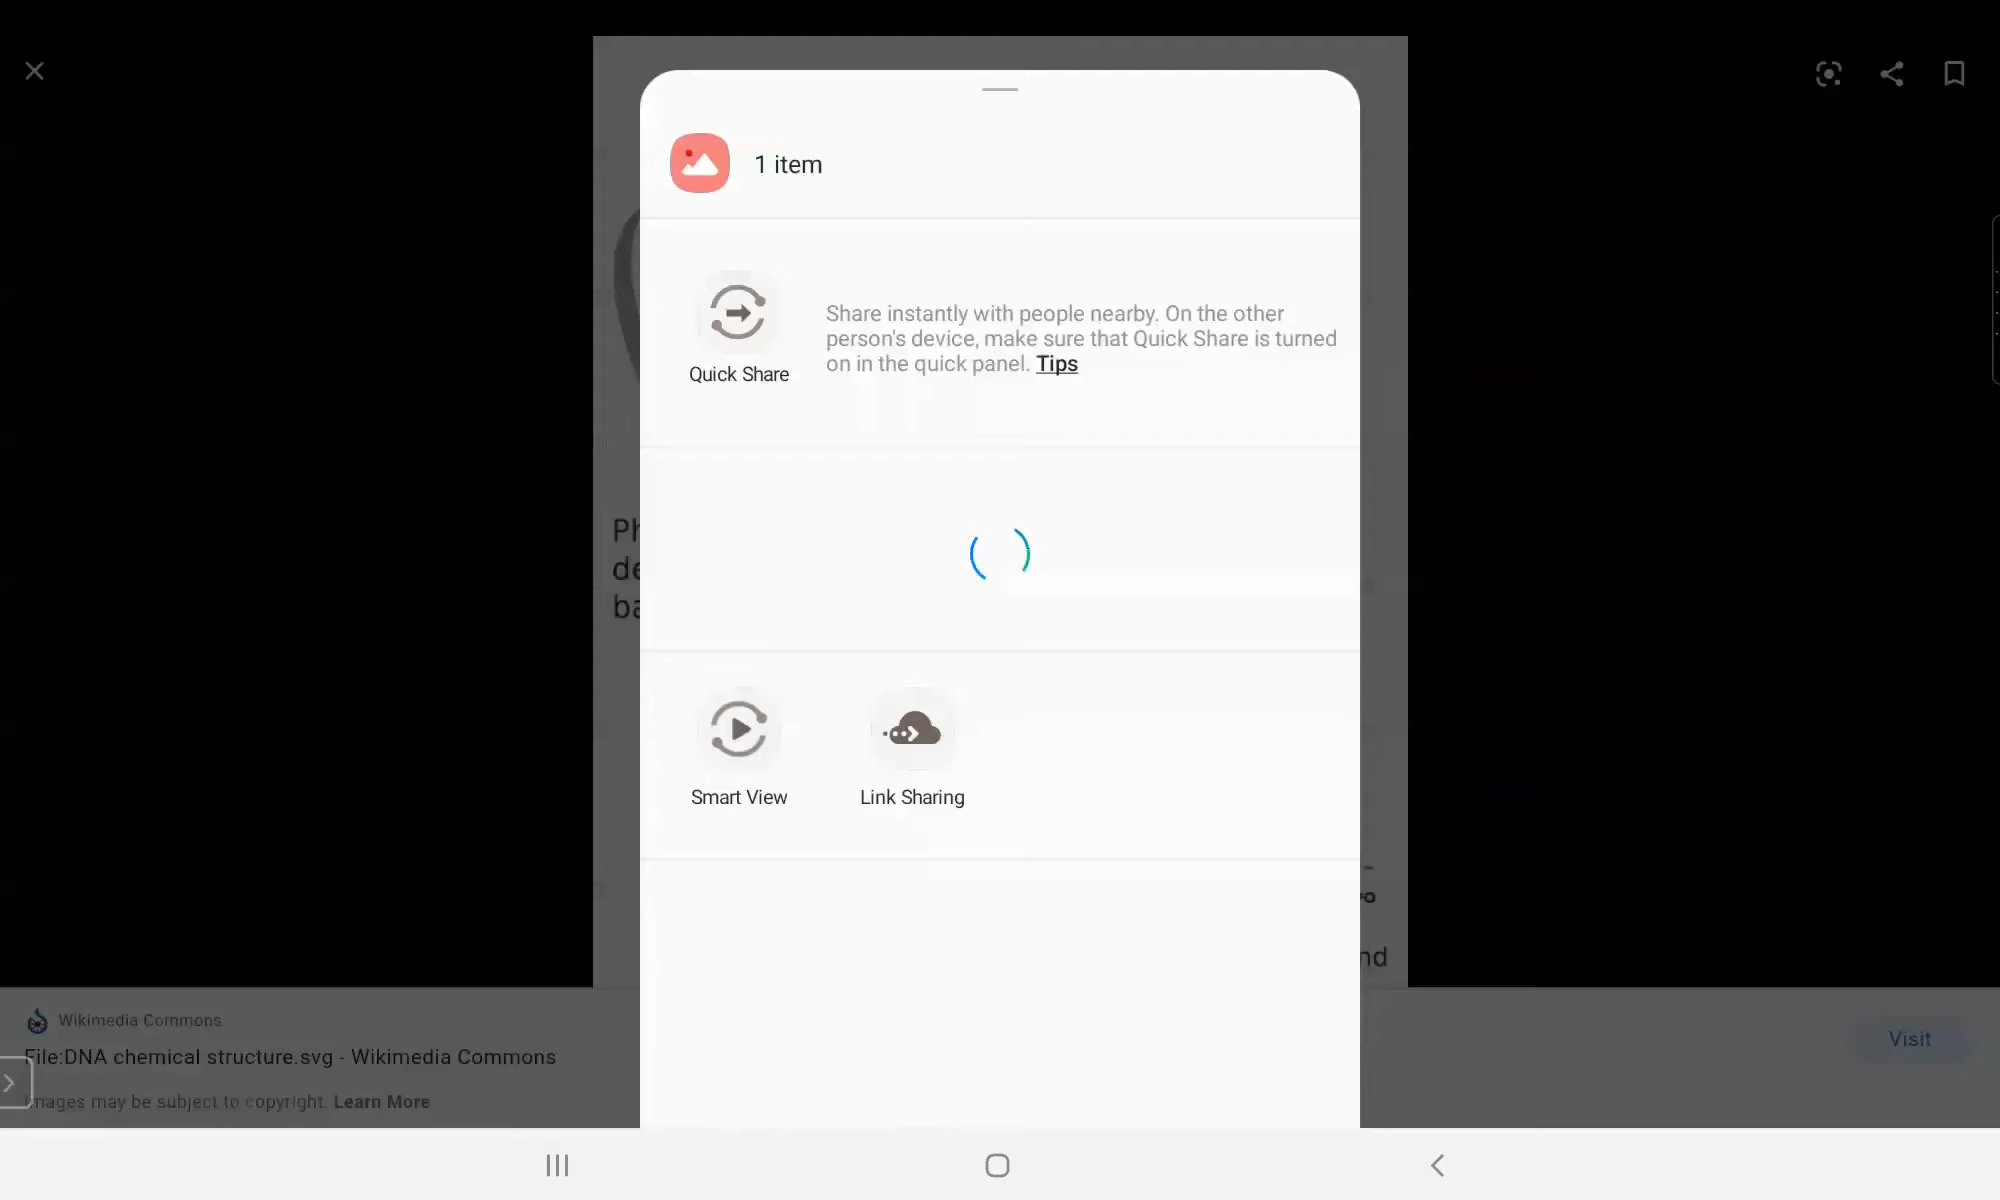 1 item
Share instantly with people nearby. On the other
person's device, make sure that Quick Share is turned
on in the quick panel. Tips
Quick Share
Smart View
Link Sharing
nd
Wikimedia Commons
File:DNA chemical structure.svg - Wikimedia Commons
Images may be subject to copyright. Learn More
Visit